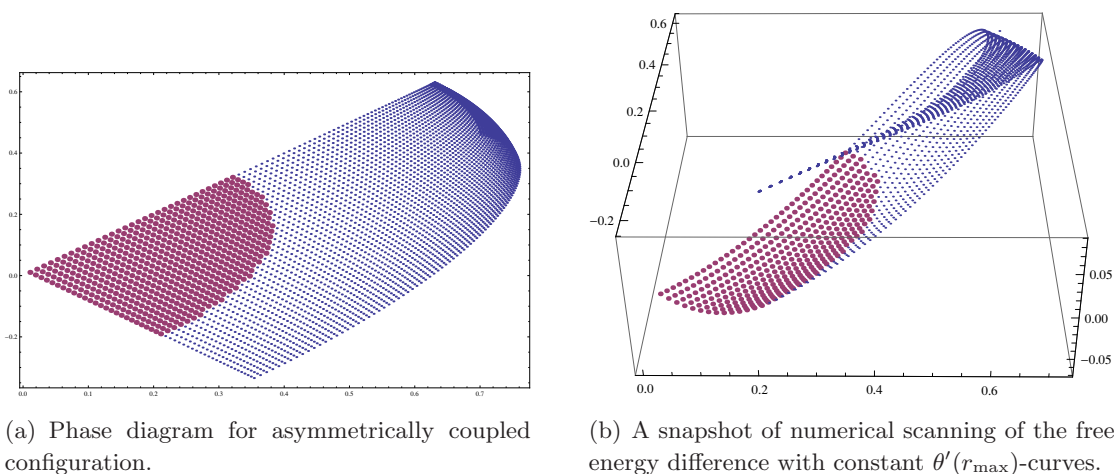 0.6
0.4
0.2
0.0
-0.2
0.0 0.1 0.2 0.3 0.4 0.5 0.6 0.7
0.6
0.4
0.2
0.0
-0.2
0.05
0.00
-0.05
0.0 0.2 0.4 0.6
(a) Phase diagram for asymmetrically coupled
configuration.
(b) A snapshot of numerical scanning of the free
energy difference with constant θ′(r_max)-curves.